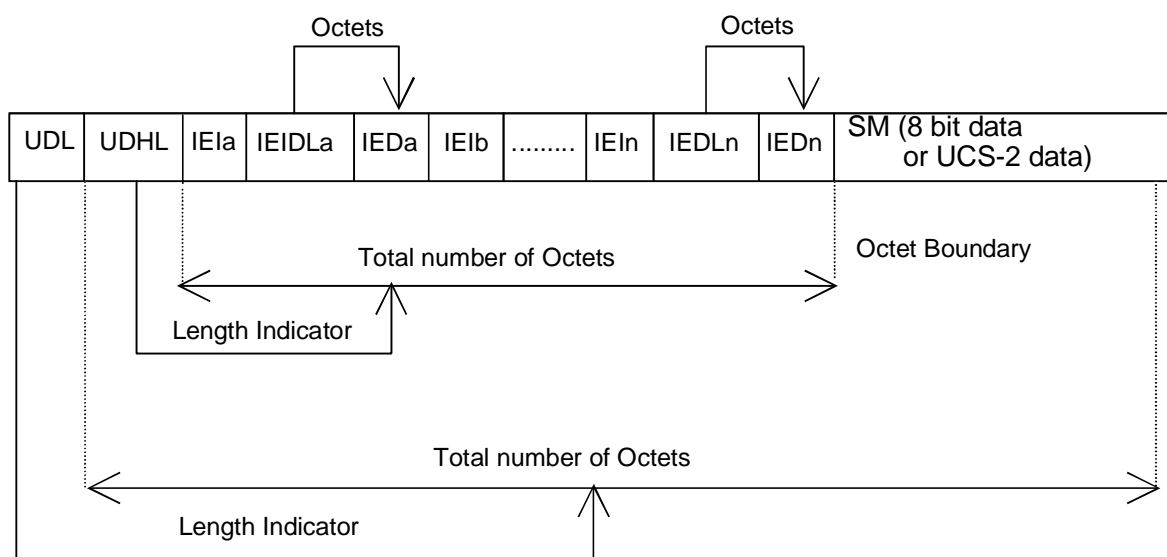 Octets
Octets
UDL UDHL IEIa IEIDLa IEDa IEIb ......... IEIn IEDLn IEDn SM (8 bit data
or UCS-2 data)
Total number of Octets
Octet Boundary
Length Indicator
Total number of Octets
Length Indicator